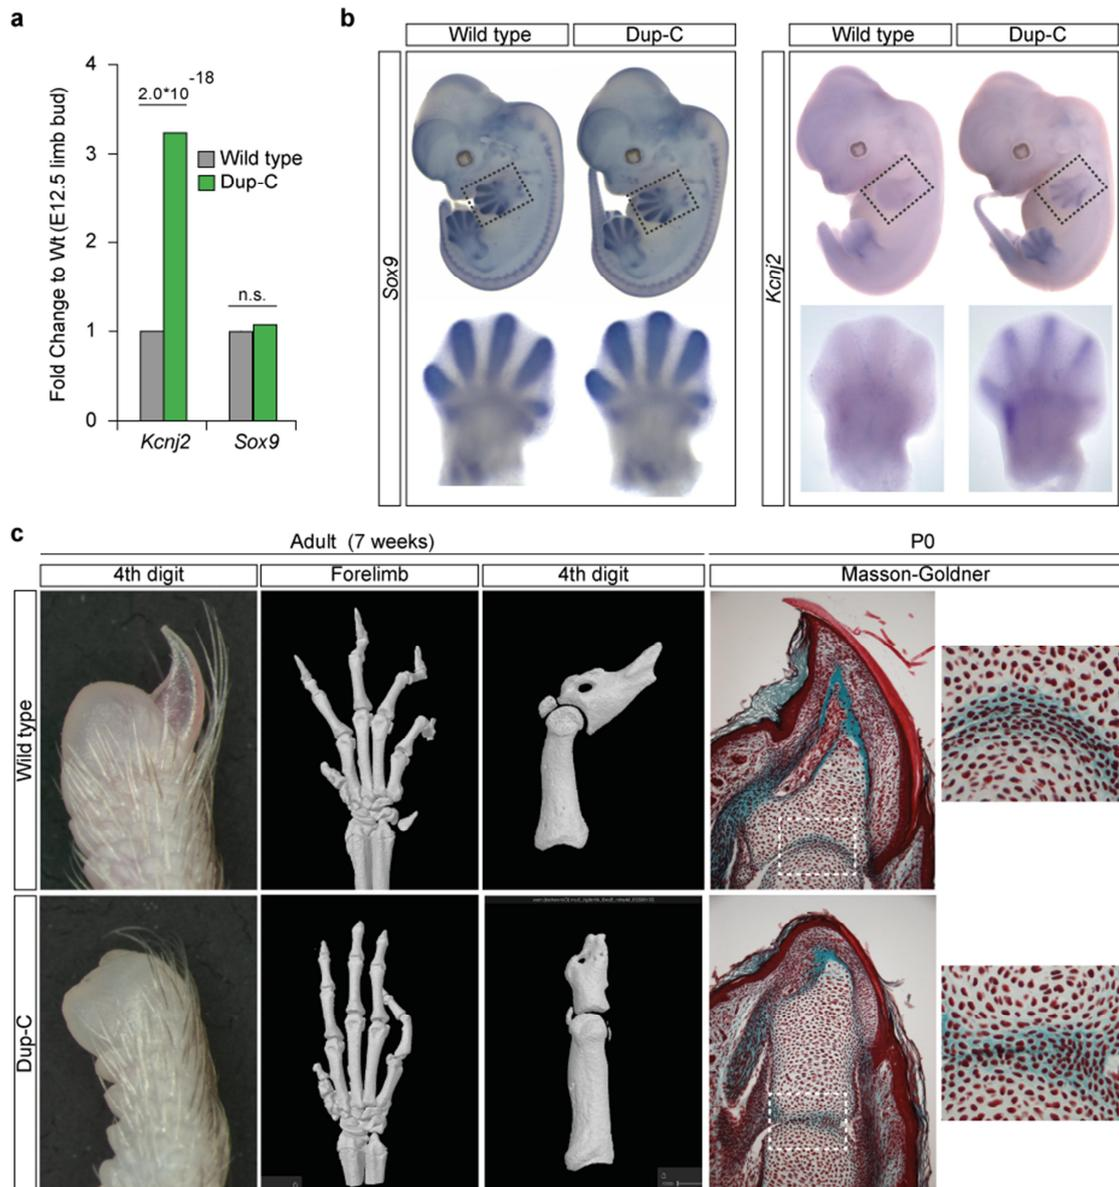 a
Fold Change to Wt (E12.5 limb bud)
4
3
2
1
0
2.0*10 -18
n.s.
Wild type
Dup-C
Kcnj2
Sox9
b
Wild type
Dup-C
Sox9
Wild type
Dup-C
Kcnj2
c
Adult (7 weeks)
P0
4th digit
Forelimb
4th digit
Masson-Goldner
Wild type
Dup-C